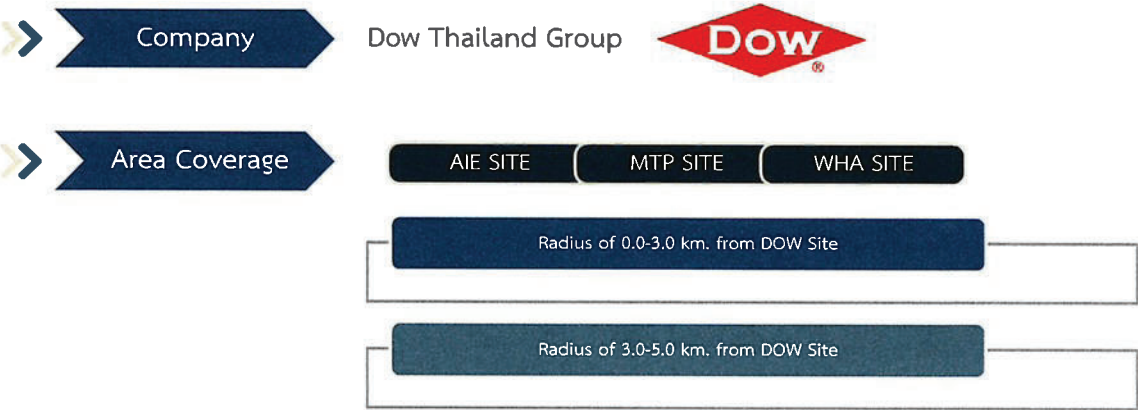 Company
Dow Thailand Group
DOW
®
Area Coverage
AIE SITE
MTP SITE
WHA SITE
Radius of 0.0-3.0 km. from DOW Site
Radius of 3.0-5.0 km. from DOW Site